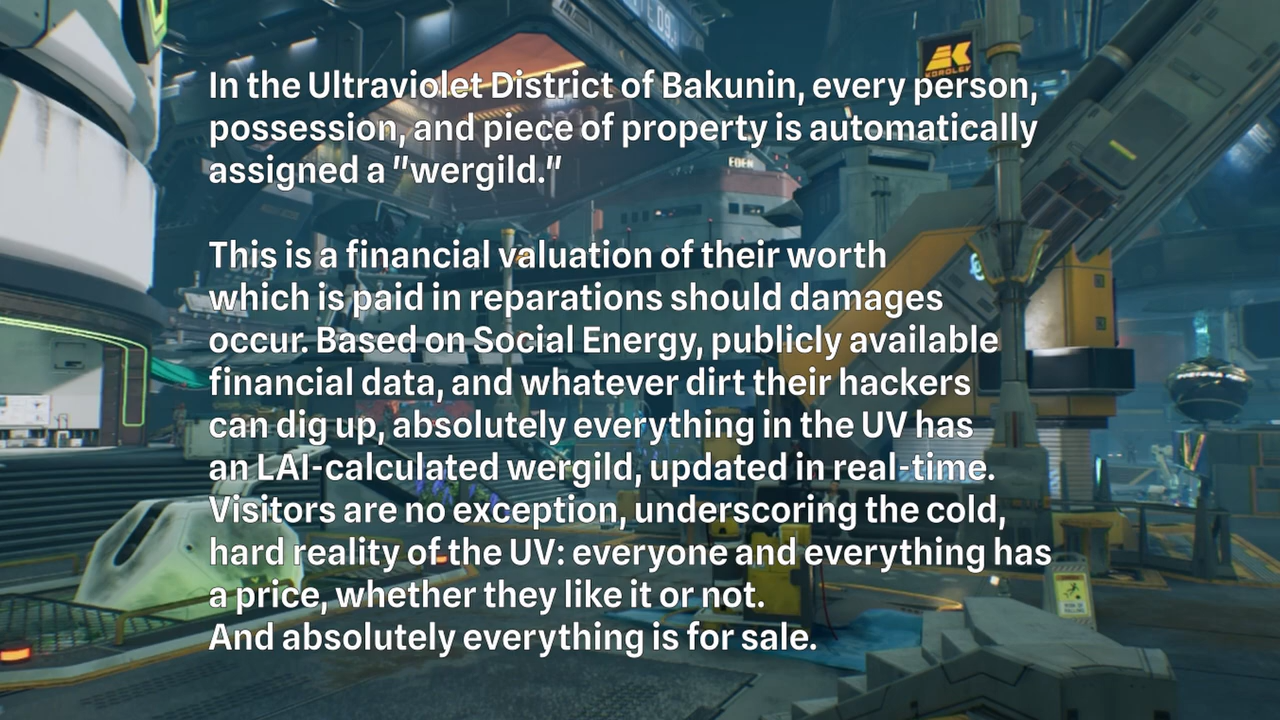 In the Ultraviolet District of Bakunin, every person,
possession, and piece of property is automatically
assigned a "wergild."
This is a financial valuation of their worth
which is paid in reparations should damages
occur. Based on Social Energy, publicly available
financial data, and whatever dirt their hackers
can dig up, absolutely everything in the UV has
an LAI-calculated wergild, updated in real-time.
Visitors are no exception, underscoring the cold,
hard reality of the UV: everyone and everything has
a price, whether they like it or not.
And absolutely everything is for sale.
KOROLEV
EDEN